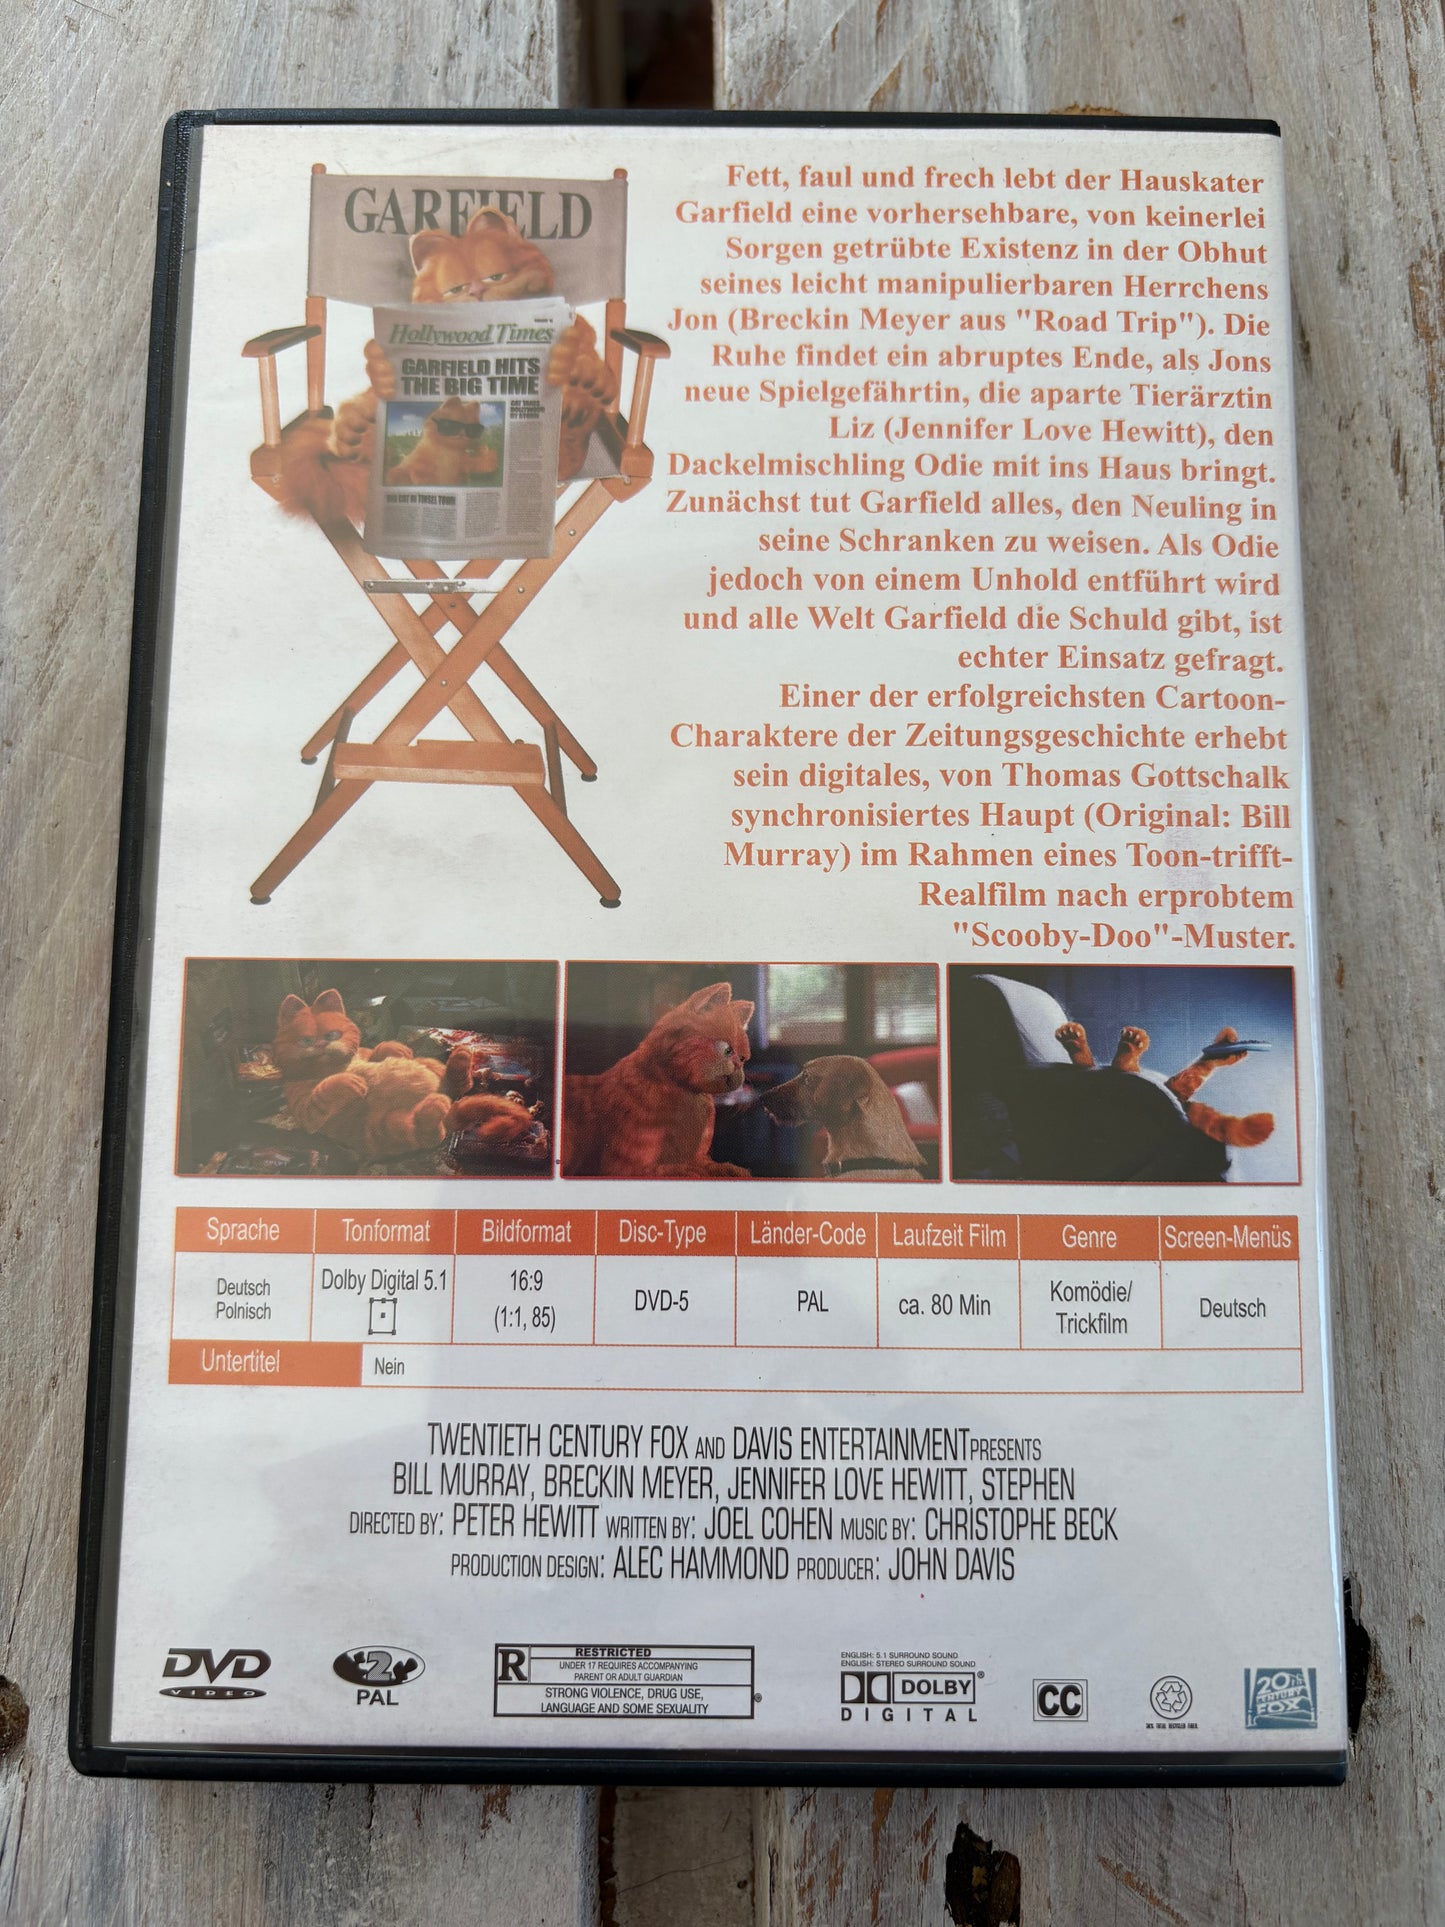 GARFIELD
Hollywood Times
GARFIELD HITS
THE BIG TIME
CAT TAKES
HOLLYWOOD
BY STORM
BIG CAT IN TINSEL TOWN
Fett, faul und frech lebt der Hauskater
Garfield eine vorhersehbare, von keinerlei
Sorgen getrübte Existenz in der Obhut
seines leicht manipulierbaren Herrchens
Jon (Breckin Meyer aus "Road Trip"). Die
Ruhe findet ein abruptes Ende, als Jons
neue Spielgefährtin, die aparte Tierärztin
Liz (Jennifer Love Hewitt), den
Dackelmischling Odie mit ins Haus bringt.
Zunächst tut Garfield alles, den Neuling in
seine Schranken zu weisen. Als Odie
jedoch von einem Unhold entführt wird
und alle Welt Garfield die Schuld gibt, ist
echter Einsatz gefragt.
Einer der erfolgreichsten Cartoon-
Charaktere der Zeitungsgeschichte erhebt
sein digitales, von Thomas Gottschalk
synchronisiertes Haupt (Original: Bill
Murray) im Rahmen eines Toon-trifft-
Realfilm nach erprobtem
"Scooby-Doo"-Muster.
Sprache Tonformat Bildformat Disc-Type Länder-Code Laufzeit Film Genre Screen-Menüs
Deutsch
Polnisch
Dolby Digital 5.1
16:9
(1:1, 85)
DVD-5
PAL
ca. 80 Min
Komödie/
Trickfilm
Deutsch
Untertitel Nein
TWENTIETH CENTURY FOX AND DAVIS ENTERTAINMENT PRESENTS
BILL MURRAY, BRECKIN MEYER, JENNIFER LOVE HEWITT, STEPHEN
DIRECTED BY: PETER HEWITT WRITTEN BY: JOEL COHEN MUSIC BY: CHRISTOPHE BECK
PRODUCTION DESIGN: ALEC HAMMOND PRODUCER: JOHN DAVIS
DVD
VIDEO
2
PAL
R
RESTRICTED
UNDER 17 REQUIRES ACCOMPANYING
PARENT OR ADULT GUARDIAN
STRONG VIOLENCE, DRUG USE,
LANGUAGE AND SOME SEXUALITY
®
ENGLISH: 5.1 SURROUND SOUND
ENGLISH: STEREO SURROUND SOUND
DOLBY®
DIGITAL
CC
20TH
CENTURY
FOX